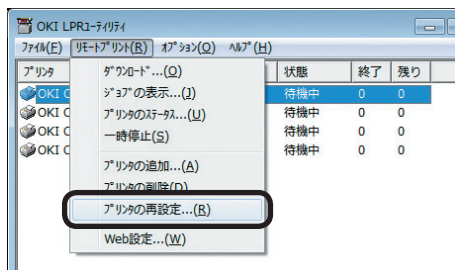 OKI LPRﾕｰﾃｨﾘﾃｨ
ﾌｧｲﾙ(F) ﾘﾓｰﾄﾌﾟﾘﾝﾄ(R) ｵﾌﾟｼｮﾝ(O) ﾍﾙﾌﾟ(H)
ﾌﾟﾘﾝﾀ 状態 終了 残り
OKI C 待機中 0 0
OKI C 待機中 0 0
OKI C 待機中 0 0
OKI C 待機中 0 0
ﾀﾞｳﾝﾛｰﾄﾞ...(O)
ｼﾞｮﾌﾞの表示...(J)
ﾌﾟﾘﾝﾀのｽﾃｰﾀｽ...(U)
一時停止(S)
ﾌﾟﾘﾝﾀの追加...(A)
ﾌﾟﾘﾝﾀの削除(D)
ﾌﾟﾘﾝﾀの再設定...(R)
Web設定...(W)